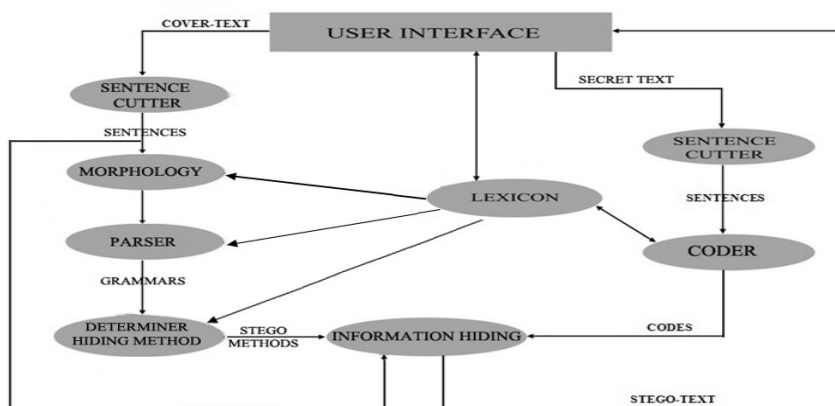 COVER-TEXT
USER INTERFACE
SECRET TEXT
SENTENCE
CUTTER
SENTENCES
SENTENCE
CUTTER
MORPHOLOGY
LEXICON
SENTENCES
PARSER
CODER
GRAMMARS
DETERMINER
HIDING METHOD
STEGO
METHODS
INFORMATION HIDING
CODES
STEGO-TEXT